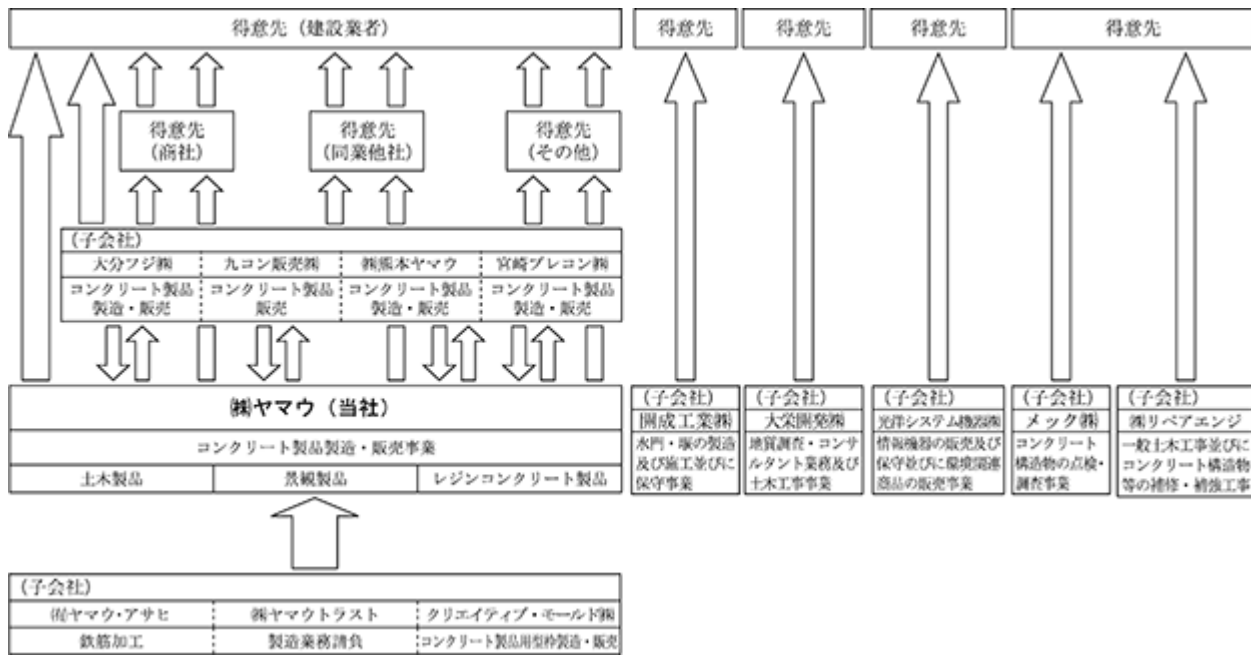 得意先（建設業者）
得意先
得意先
得意先
得意先
得意先
（商社）
得意先
（同業他社）
得意先
（その他）
（子会社）
大分フジ㈱
九コン販売㈱
㈱熊本ヤマウ
宮崎プレコン㈱
コンクリート製品
製造・販売
コンクリート製品
販売
コンクリート製品
製造・販売
コンクリート製品
製造・販売
㈱ヤマウ（当社）
コンクリート製品製造・販売事業
土木製品
景観製品
レジンコンクリート製品
（子会社）
開成工業㈱
水門・堰の製造
及び施工並びに
保守事業
（子会社）
大栄開発㈱
地質調査・コンサ
ルタント業務及び
土木工事事業
（子会社）
光洋システム機器㈱
情報機器の販売及び
保守並びに環境関連
商品の販売事業
（子会社）
メック㈱
コンクリート
構造物の点検・
調査事業
（子会社）
㈱リペアエンジ
一般土木工事並びに
コンクリート構造物
等の補修・補強工事
（子会社）
㈲ヤマウ・アサヒ
㈱ヤマウトラスト
クリエイティブ・モールド㈱
鉄筋加工
製造業務請負
コンクリート製品用型枠製造・販売